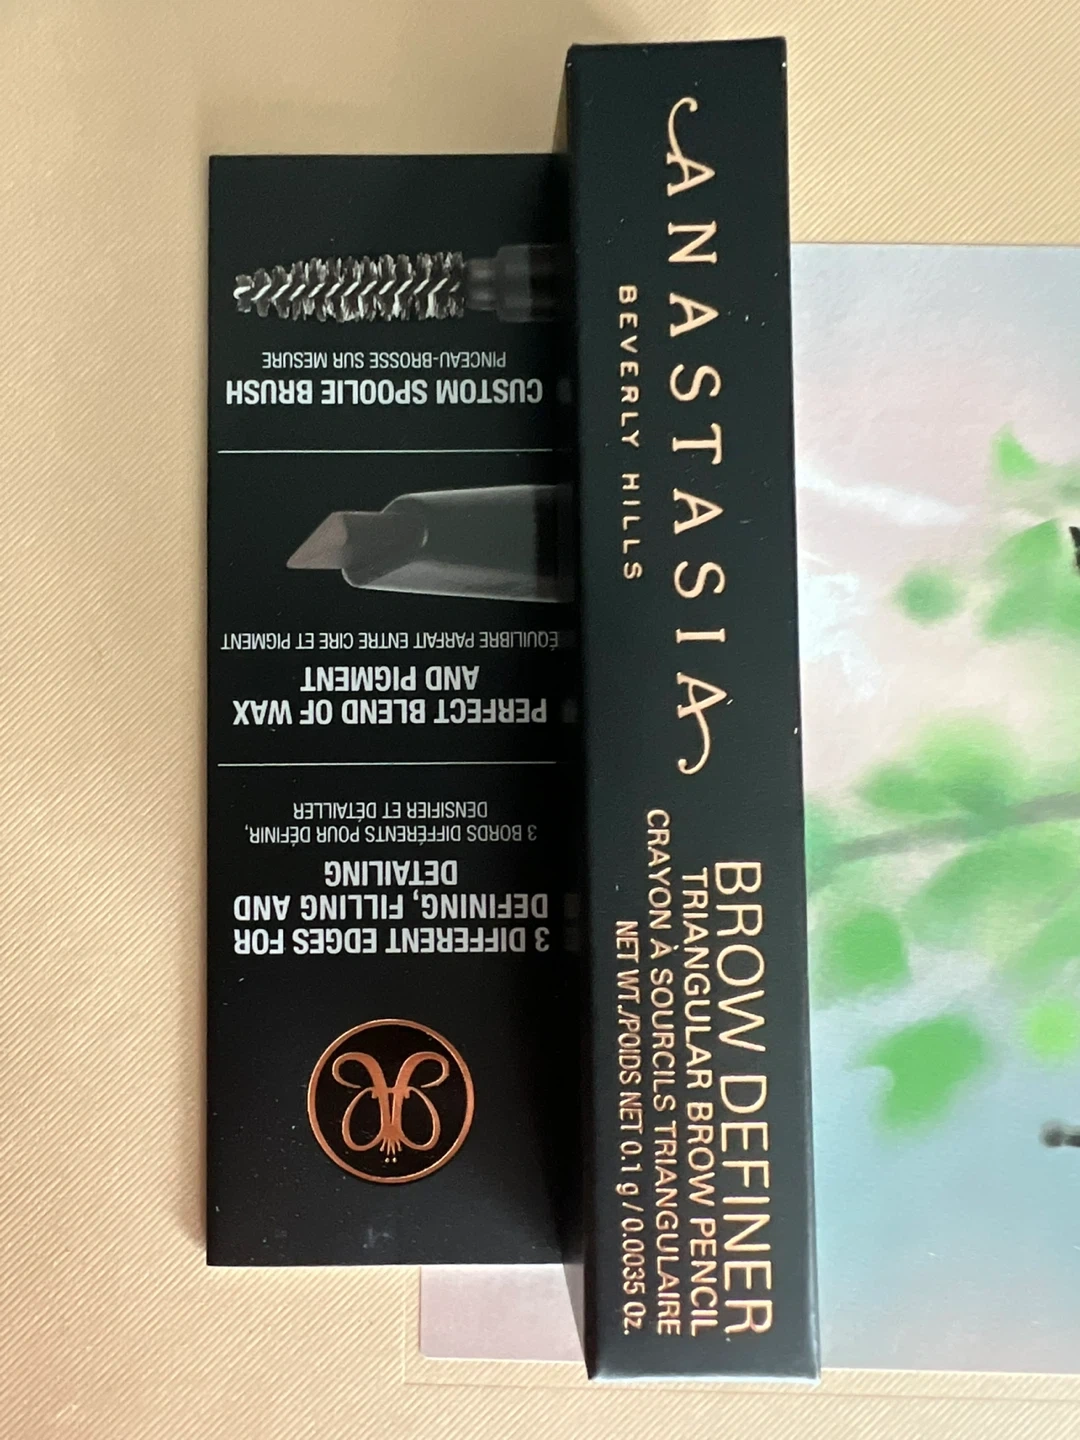 ANASTASIA
BEVERLY HILLS
BROW DEFINER
TRIANGULAR BROW PENCIL
CRAYON À SOURCILS TRIANGULAIRE
NET WT./POIDS NET 0.1 g / 0.0035 Oz.
3 DIFFERENT EDGES FOR
DEFINING, FILLING AND
DETAILING
3 BORDS DIFFÉRENTS POUR DÉFINIR,
DENSIFIER ET DÉTAILLER
PERFECT BLEND OF WAX
AND PIGMENT
ÉQUILIBRE PARFAIT ENTRE CIRE ET PIGMENT
CUSTOM SPOOLIE BRUSH
PINCEAU-BROSSE SUR MESURE